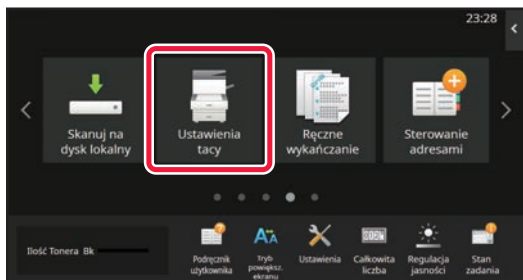 23:28
Skanuj na
dysk lokalny
Ustawienia
tacy
Ręczne
wykańczanie
Sterowanie
adresami
Ilość Tonera Bk
Podręcznik
użytkownika
Tryb
powiększ.
ekranu
Ustawienia
Całkowita
liczba
Regulacja
jasności
Stan
zadania